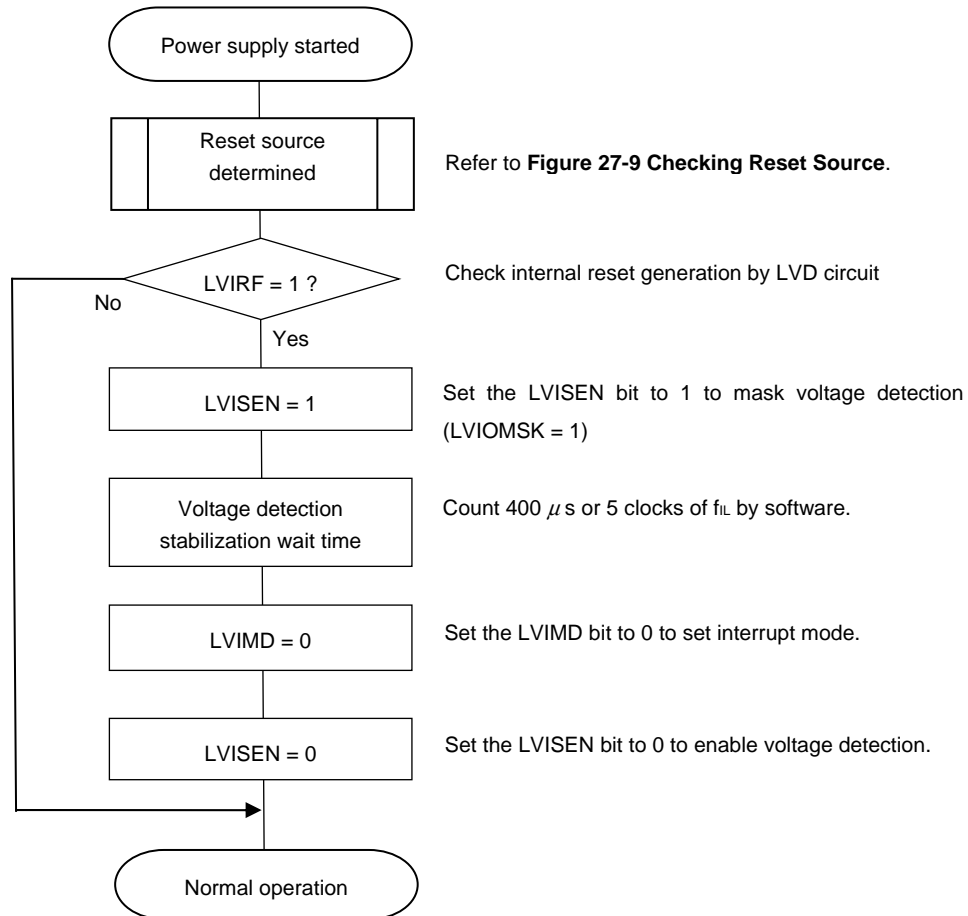 Power supply started
Reset source
determined
Refer to Figure 27-9 Checking Reset Source.
LVIRF = 1 ?
Check internal reset generation by LVD circuit
No
Yes
LVISEN = 1
Set the LVISEN bit to 1 to mask voltage detection
(LVIOMSK = 1)
Voltage detection
stabilization wait time
Count 400 μs or 5 clocks of fIL by software.
LVIMD = 0
Set the LVIMD bit to 0 to set interrupt mode.
LVISEN = 0
Set the LVISEN bit to 0 to enable voltage detection.
Normal operation